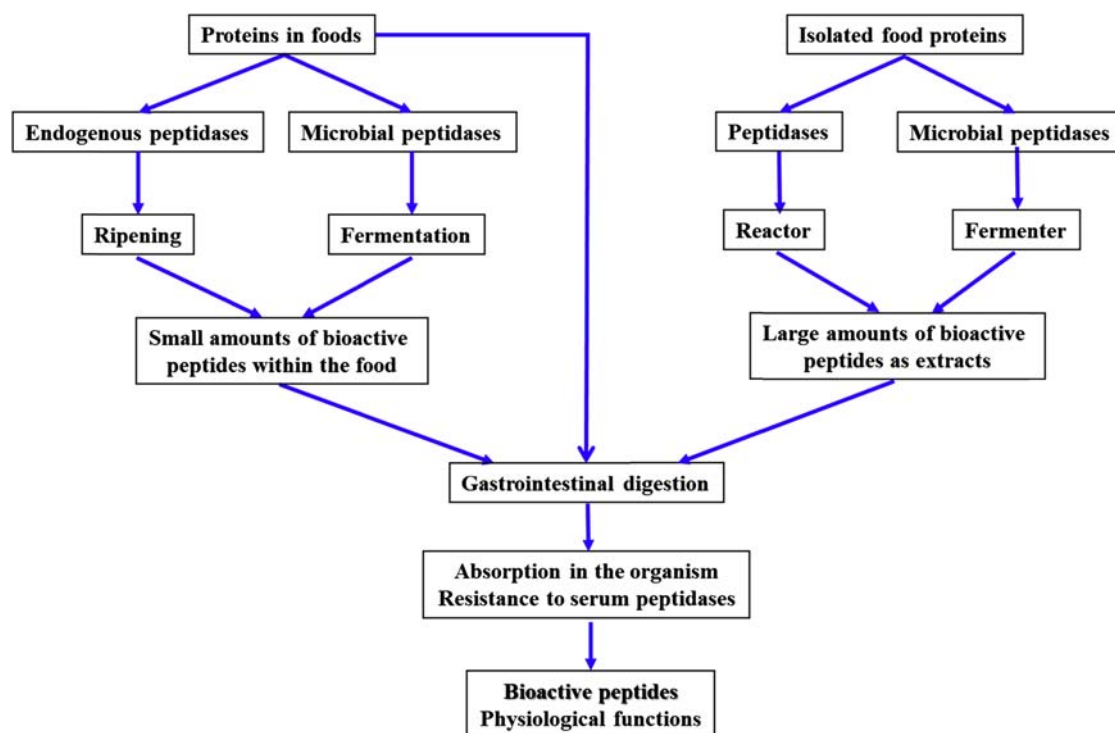 Proteins in foods
Isolated food proteins
Endogenous peptidases
Microbial peptidases
Peptidases
Microbial peptidases
Ripening
Fermentation
Reactor
Fermenter
Small amounts of bioactive
peptides within the food
Large amounts of bioactive
peptides as extracts
Gastrointestinal digestion
Absorption in the organism
Resistance to serum peptidases
Bioactive peptides
Physiological functions